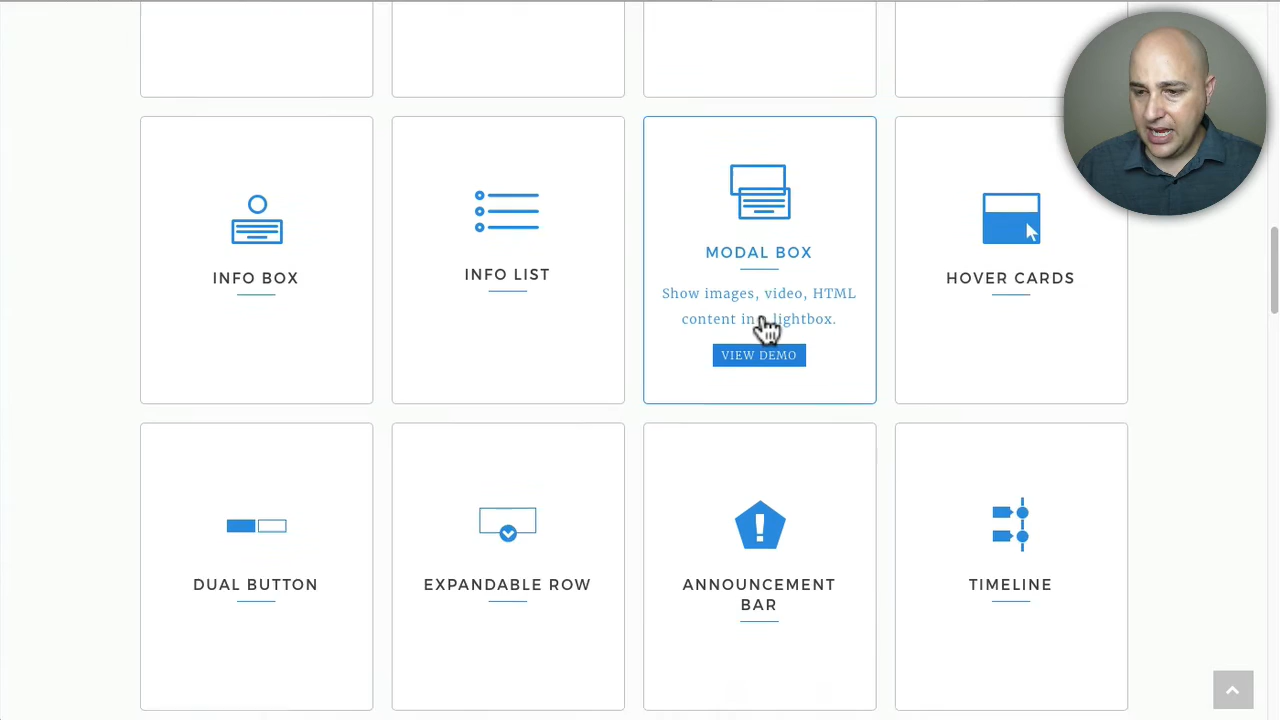 INFO BOX
INFO LIST
MODAL BOX
Show images, video, HTML
content in lightbox.
VIEW DEMO
HOVER CARDS
DUAL BUTTON
EXPANDABLE ROW
ANNOUNCEMENT
BAR
TIMELINE